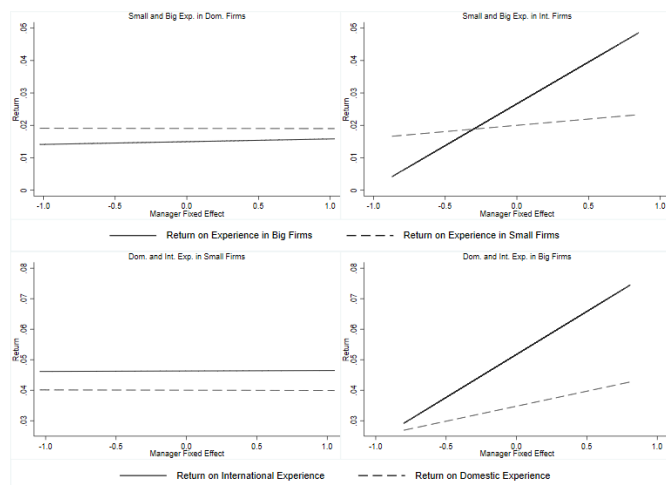 Small and Big Exp. in Dom. Firms
Small and Big Exp. in Int. Firms
Return
0 .01 .02 .03 .04 .05
-1.0 -0.5 0.0 0.5 1.0
Manager Fixed Effect
Return
0 .01 .02 .03 .04 .05
-1.0 -0.5 0.0 0.5 1.0
Manager Fixed Effect
Return on Experience in Big Firms
Return on Experience in Small Firms
Dom. and Int. Exp. in Small Firms
Dom. and Int. Exp. in Big Firms
Return
.03 .04 .05 .06 .07 .08
-1.0 -0.5 0.0 0.5 1.0
Manager Fixed Effect
Return
.03 .04 .05 .06 .07 .08
-1.0 -0.5 0.0 0.5 1.0
Manager Fixed Effect
Return on International Experience
Return on Domestic Experience